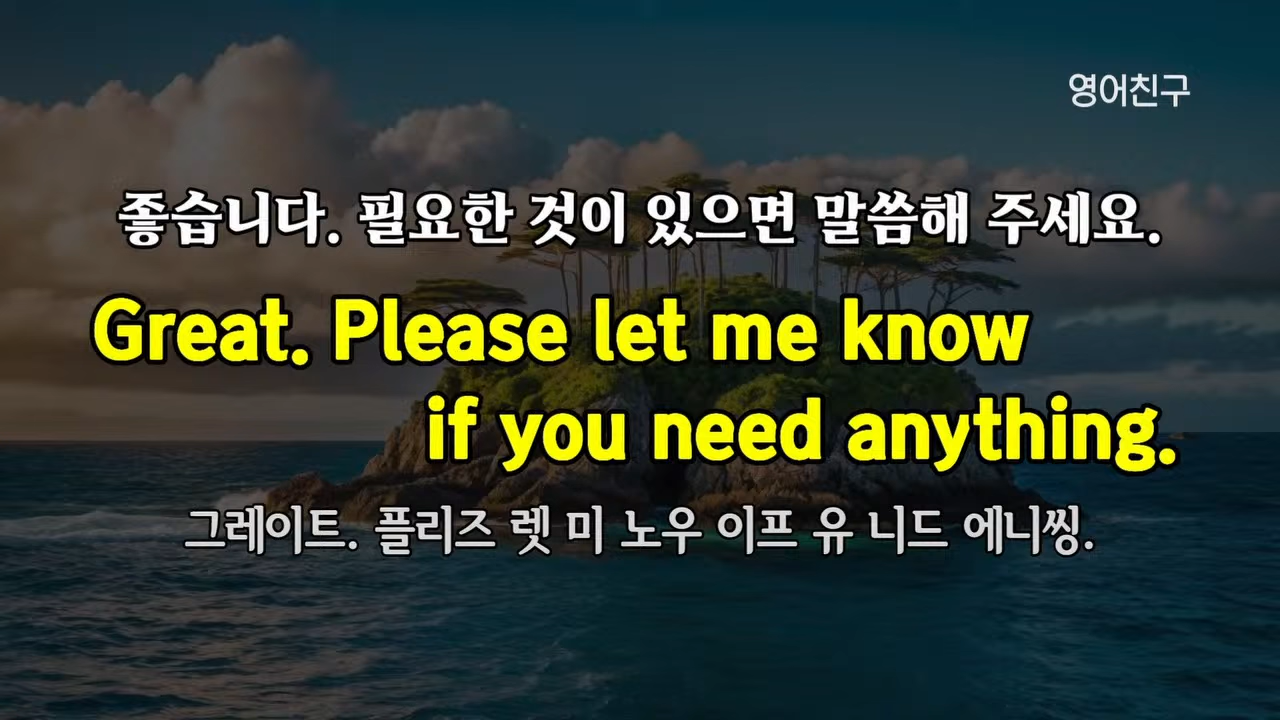 영어친구
좋습니다. 필요한 것이 있으면 말씀해 주세요.
Great. Please let me know
if you need anything.
그레이트. 플리즈 렛 미 노우 이프 유 니드 에니씽.